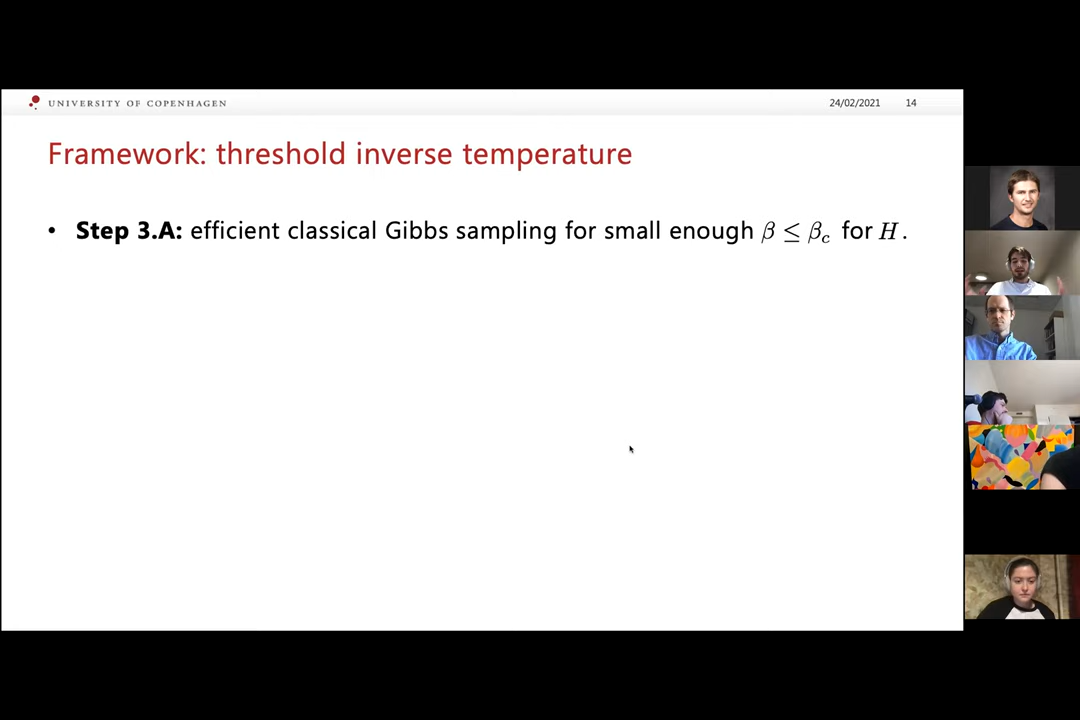 UNIVERSITY OF COPENHAGEN
24/02/2021 14
Framework: threshold inverse temperature
• Step 3.A: efficient classical Gibbs sampling for small enough β ≤ β_c for H.